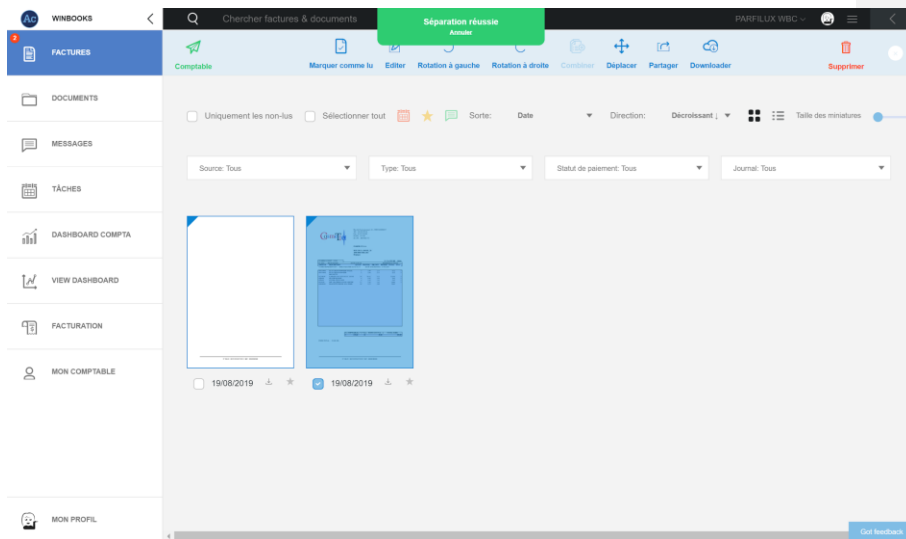 Ac WINBOOKS
Chercher factures & documents
Séparation réussie
Annuler
PARFILUX WBC
2
FACTURES
Comptable
Marquer comme lu
Editer
Rotation à gauche
Rotation à droite
Combiner
Déplacer
Partager
Downloader
Supprimer
DOCUMENTS
Uniquement les non-lus
Sélectionner tout
Sorte:
Date
Direction:
Décroissant ↓
Taille des miniatures
MESSAGES
Source: Tous
Type: Tous
Statut de paiement: Tous
Journal: Tous
TÂCHES
DASHBOARD COMPTA
VIEW DASHBOARD
FACTURATION
MON COMPTABLE
19/08/2019
19/08/2019
MON PROFIL
Got feedback